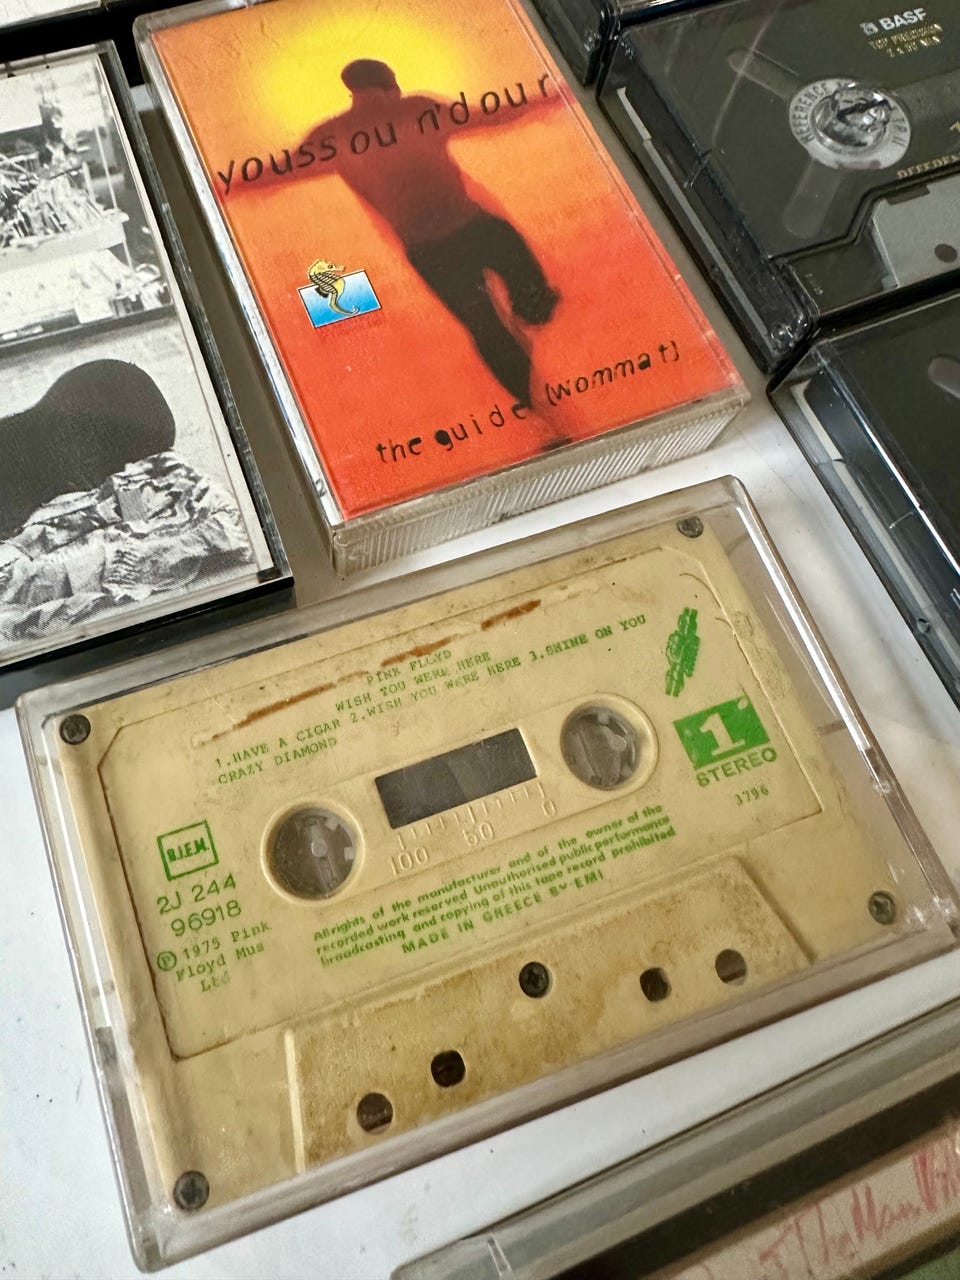 youssou n'dour
the guide (wommat)
BASF
REFERENCE
PINK FLOYD
WISH YOU WERE HERE
1.HAVE A CIGAR 2.WISH YOU WERE HERE 3.SHINE ON YOU
CRAZY DIAMOND
1
STEREO
3796
100 50 0
B.I.E.M.
2J 244
96918
Ⓟ 1975 Pink
Floyd Mus
Ltd
All rights of the manufacturer and of the owner of the
recorded work reserved Unauthorised public performance
broadcasting and copying of this tape record prohibited
MADE IN GREECE BY EMI
The Man